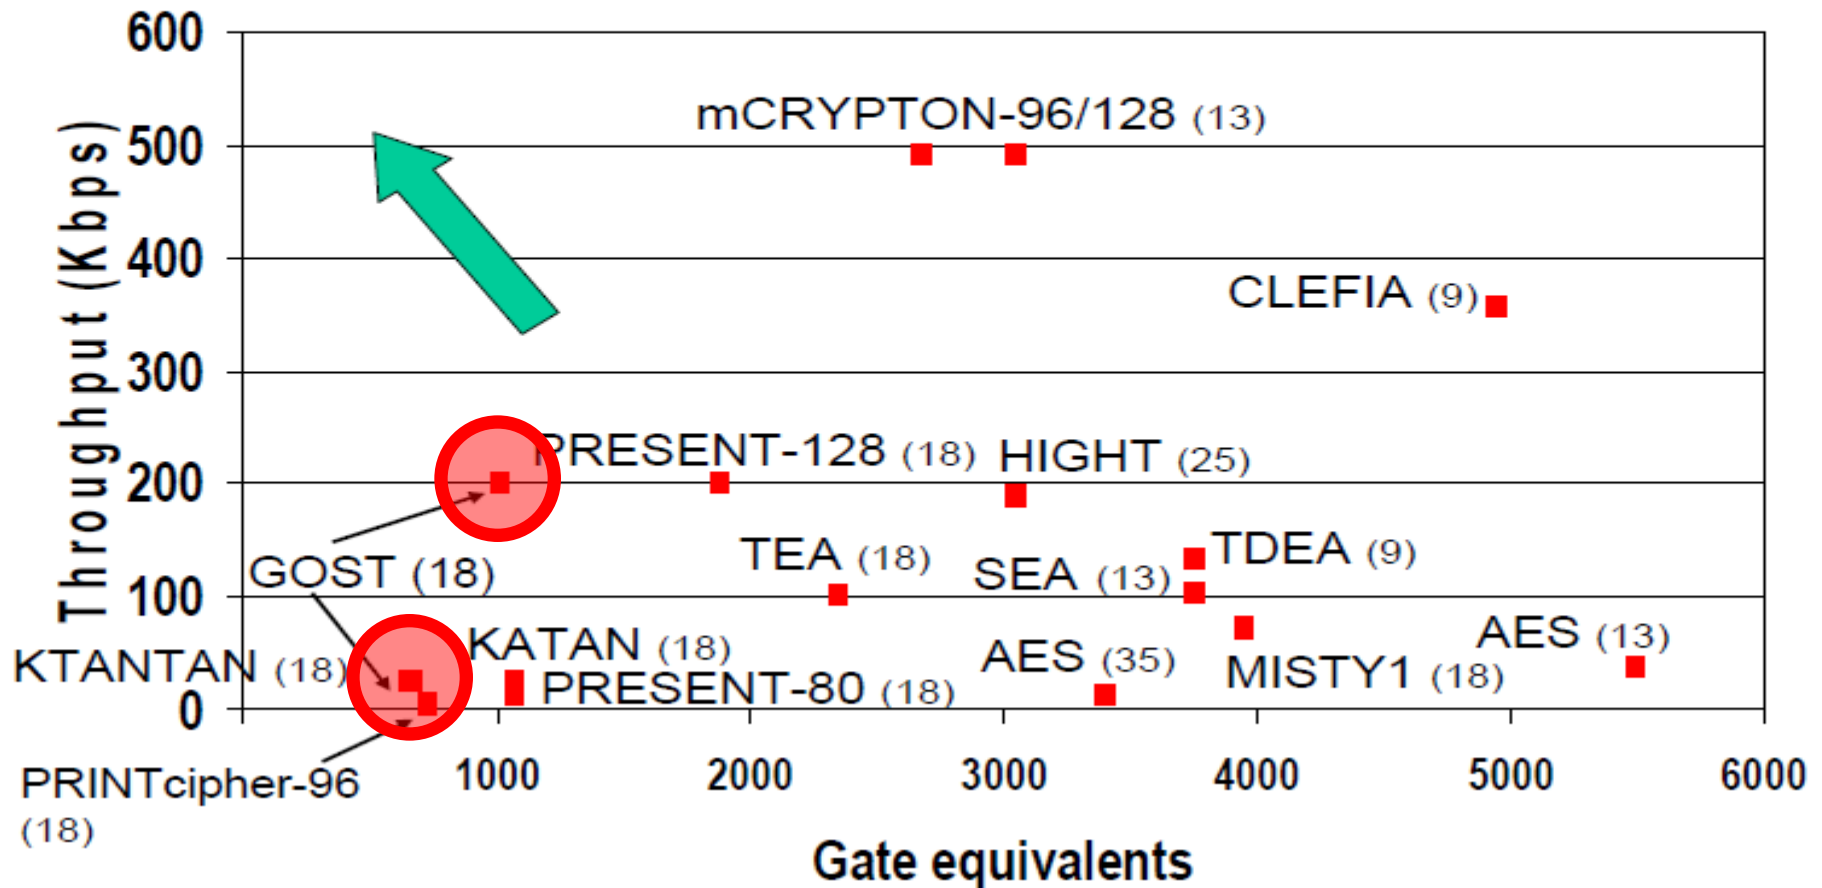 600
mCRYPTON-96/128 (13)
500
400
CLEFIA (9)
300
PRESENT-128 (18)
HIGHT (25)
200
TEA (18)
TDEA (9)
GOST (18)
SEA (13)
100
KTANTAN (18)
KATAN (18)
AES (35)
AES (13)
PRESENT-80 (18)
MISTY1 (18)
0
Throughput (Kbps)
PRINTcipher-96
(18)
1000
2000
3000
4000
5000
6000
Gate equivalents